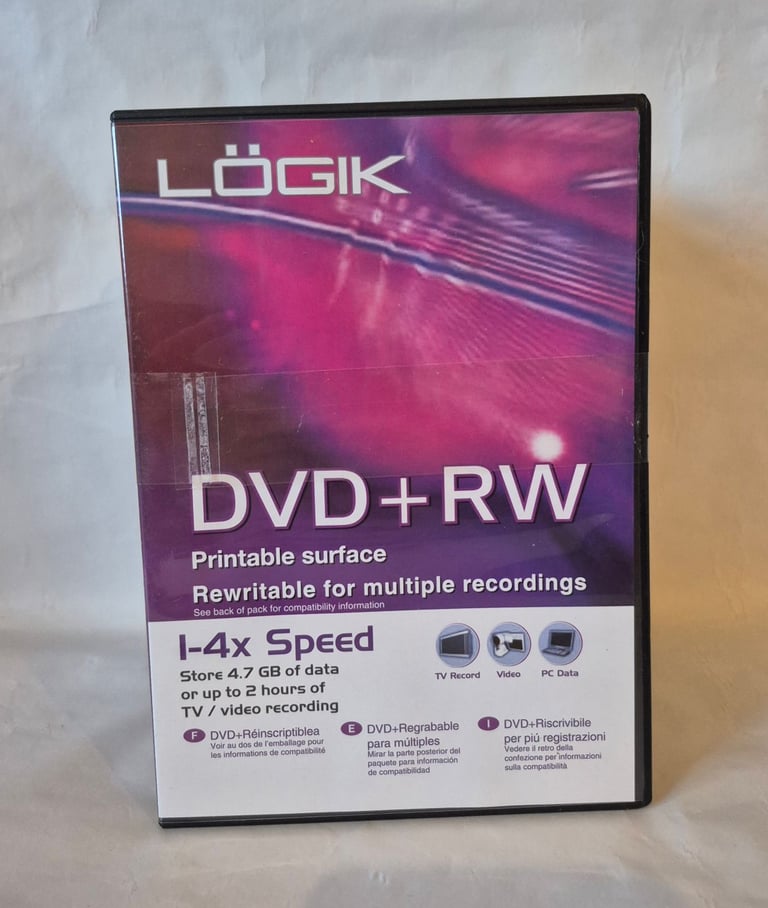 LÖGIK
DVD+RW
Printable surface
Rewritable for multiple recordings
See back of pack for compatibility information
1-4x Speed
Store 4.7 GB of data
or up to 2 hours of
TV / video recording
TV Record Video PC Data
F DVD+Réinscriptiblea
Voir au dos de l'emballage pour
les informations de compatibilité
E DVD+Regrabable
para múltiples
Mirar la parte posterior del
paquete para información
de compatibilidad
I DVD+Riscrivibile
per piú registrazioni
Vedere il retro della
confezione per informazioni
sulla compatibilità